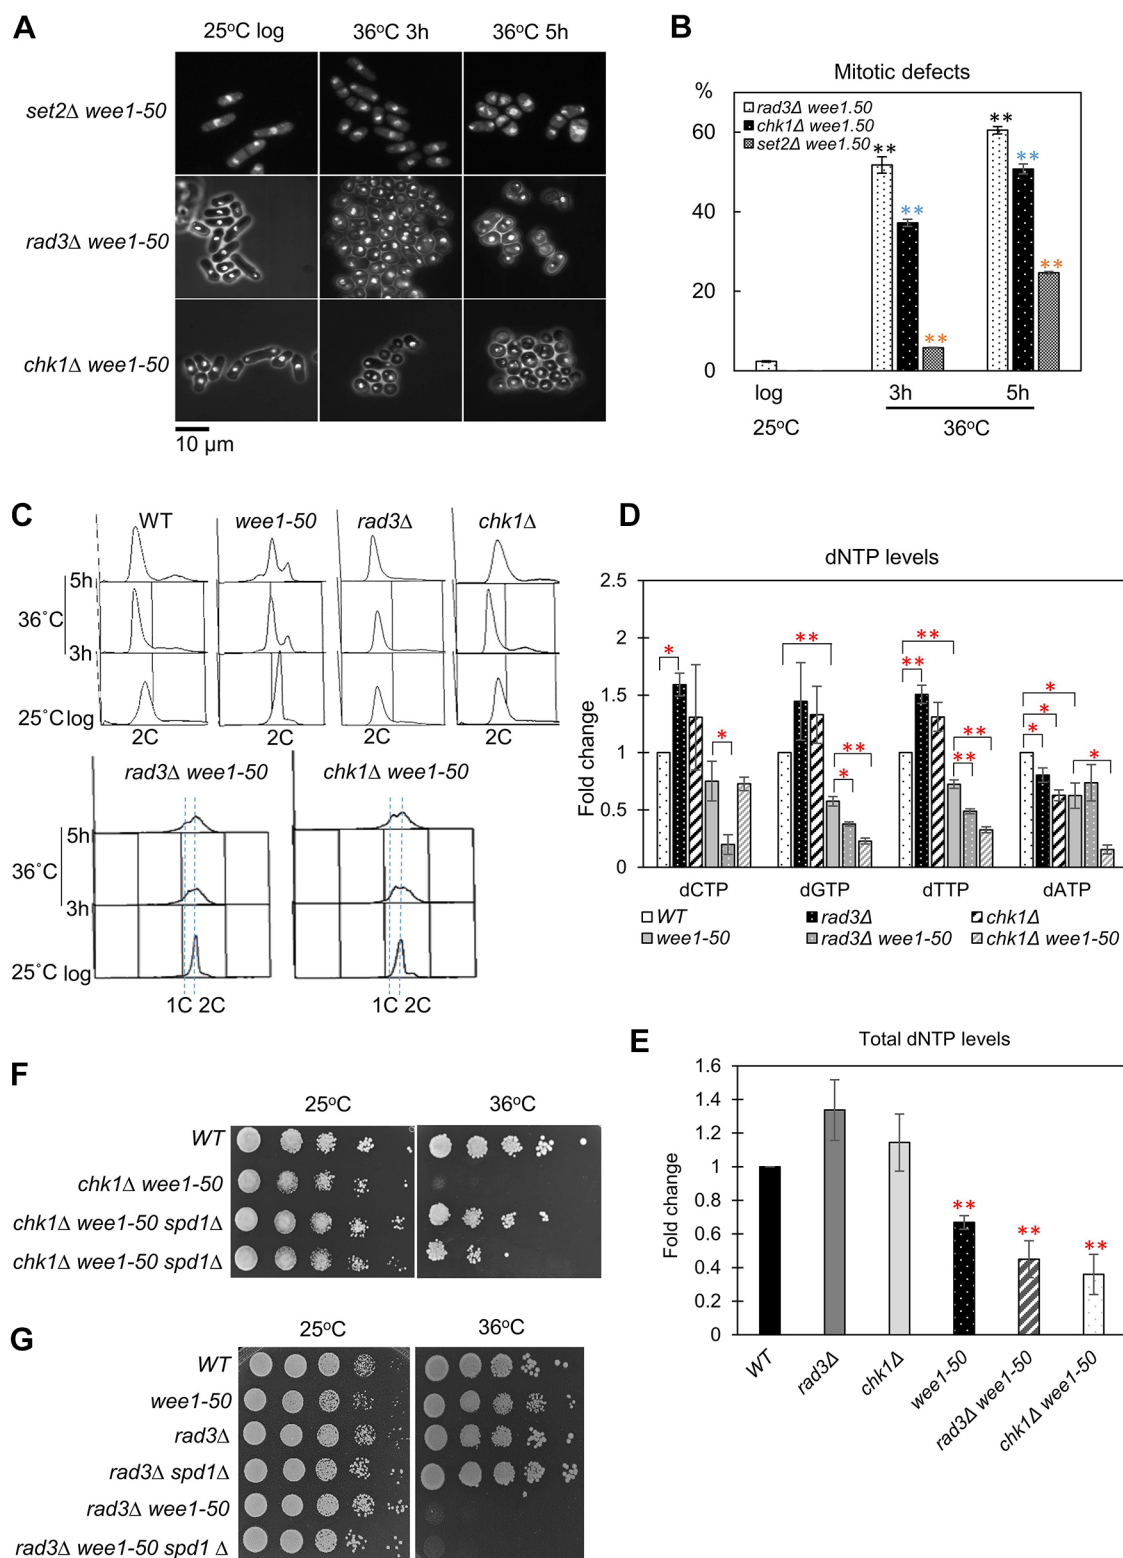 A
25°C log
36°C 3h
36°C 5h
set2Δ wee1-50
rad3Δ wee1-50
chk1Δ wee1-50
10 µm
B
Mitotic defects
%
rad3Δ wee1.50
chk1Δ wee1.50
set2Δ wee1.50
60
40
20
0
**
**
**
**
**
**
log
3h
5h
25°C
36°C
C
WT
wee1-50
rad3Δ
chk1Δ
5h
36°C
3h
25°C log
2C
2C
2C
2C
rad3Δ wee1-50
chk1Δ wee1-50
5h
36°C
3h
25°C log
1C 2C
1C 2C
D
dNTP levels
Fold change
2.5
2
1.5
1
0.5
0
*
*
**
*
**
**
**
**
**
*
*
*
*
dCTP
dGTP
dTTP
dATP
WT
rad3Δ
chk1Δ
wee1-50
rad3Δ wee1-50
chk1Δ wee1-50
E
Total dNTP levels
Fold change
1.6
1.4
1.2
1
0.8
0.6
0.4
0.2
0
**
**
**
WT
rad3Δ
chk1Δ
wee1-50
rad3Δ wee1-50
chk1Δ wee1-50
F
25°C
36°C
WT
chk1Δ wee1-50
chk1Δ wee1-50 spd1Δ
chk1Δ wee1-50 spd1Δ
G
25°C
36°C
WT
wee1-50
rad3Δ
rad3Δ spd1Δ
rad3Δ wee1-50
rad3Δ wee1-50 spd1 Δ